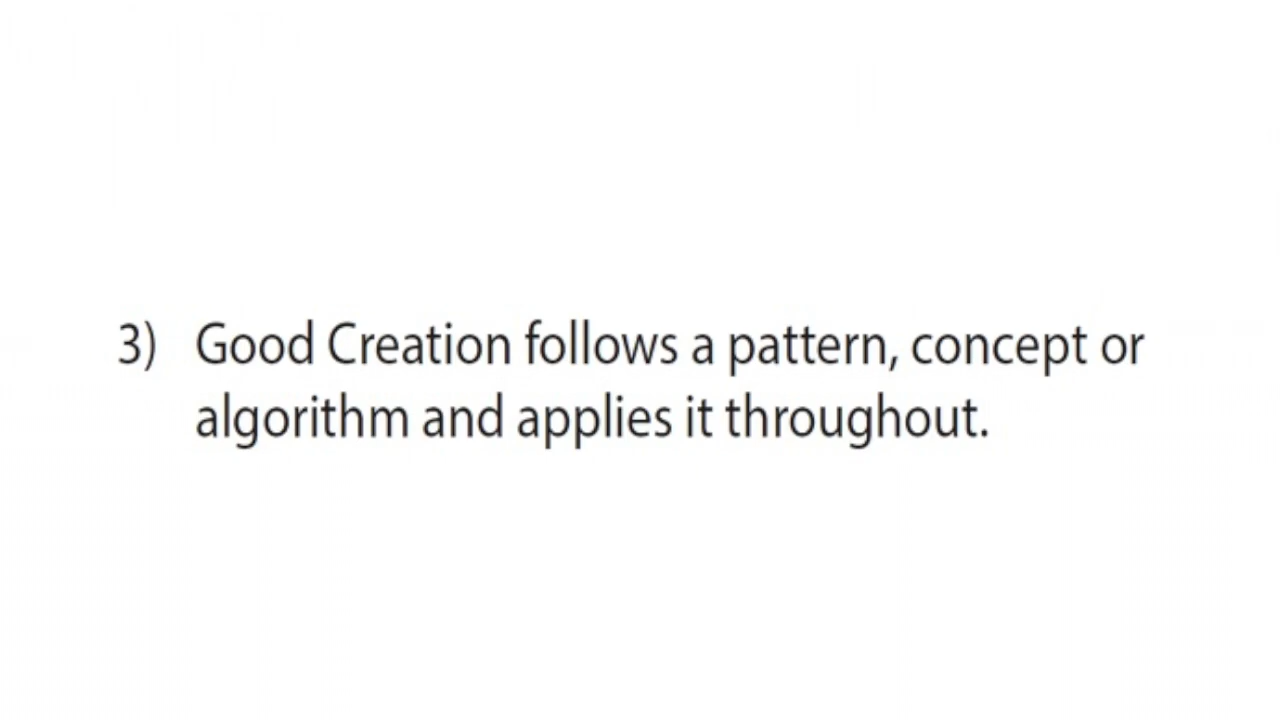 3) Good Creation follows a pattern, concept or
algorithm and applies it throughout.